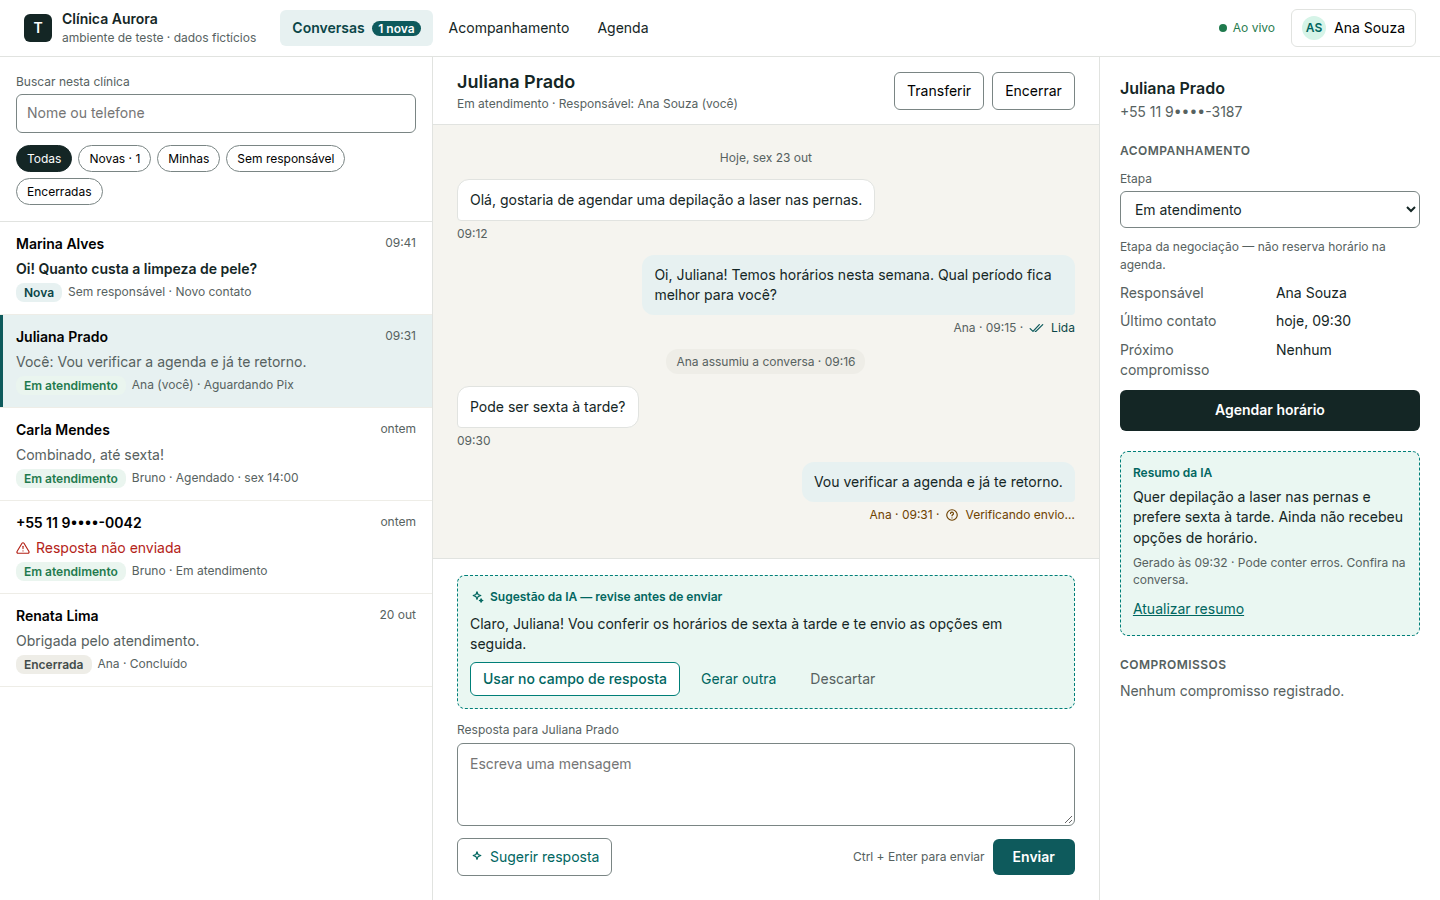 T
Clínica Aurora
ambiente de teste · dados fictícios
Conversas 1 nova
Acompanhamento
Agenda
Ao vivo
AS Ana Souza
Buscar nesta clínica
Nome ou telefone
Todas
Novas · 1
Minhas
Sem responsável
Encerradas
Marina Alves 09:41
Oi! Quanto custa a limpeza de pele?
Nova Sem responsável · Novo contato
Juliana Prado 09:31
Você: Vou verificar a agenda e já te retorno.
Em atendimento Ana (você) · Aguardando Pix
Carla Mendes ontem
Combinado, até sexta!
Em atendimento Bruno · Agendado · sex 14:00
+55 11 9••••-0042 ontem
Resposta não enviada
Em atendimento Bruno · Em atendimento
Renata Lima 20 out
Obrigada pelo atendimento.
Encerrada Ana · Concluído
Juliana Prado
Em atendimento · Responsável: Ana Souza (você)
Transferir
Encerrar
Hoje, sex 23 out
Olá, gostaria de agendar uma depilação a laser nas pernas.
09:12
Oi, Juliana! Temos horários nesta semana. Qual período fica
melhor para você?
Ana · 09:15 · Lida
Ana assumiu a conversa · 09:16
Pode ser sexta à tarde?
09:30
Vou verificar a agenda e já te retorno.
Ana · 09:31 · Verificando envio...
Sugestão da IA — revise antes de enviar
Claro, Juliana! Vou conferir os horários de sexta à tarde e te envio as opções em
seguida.
Usar no campo de resposta
Gerar outra
Descartar
Resposta para Juliana Prado
Escreva uma mensagem
Sugerir resposta
Ctrl + Enter para enviar
Enviar
Juliana Prado
+55 11 9••••-3187
ACOMPANHAMENTO
Etapa
Em atendimento
Etapa da negociação — não reserva horário na
agenda.
Responsável Ana Souza
Último contato hoje, 09:30
Próximo Nenhum
compromisso
Agendar horário
Resumo da IA
Quer depilação a laser nas pernas e
prefere sexta à tarde. Ainda não recebeu
opções de horário.
Gerado às 09:32 · Pode conter erros. Confira na
conversa.
Atualizar resumo
COMPROMISSOS
Nenhum compromisso registrado.